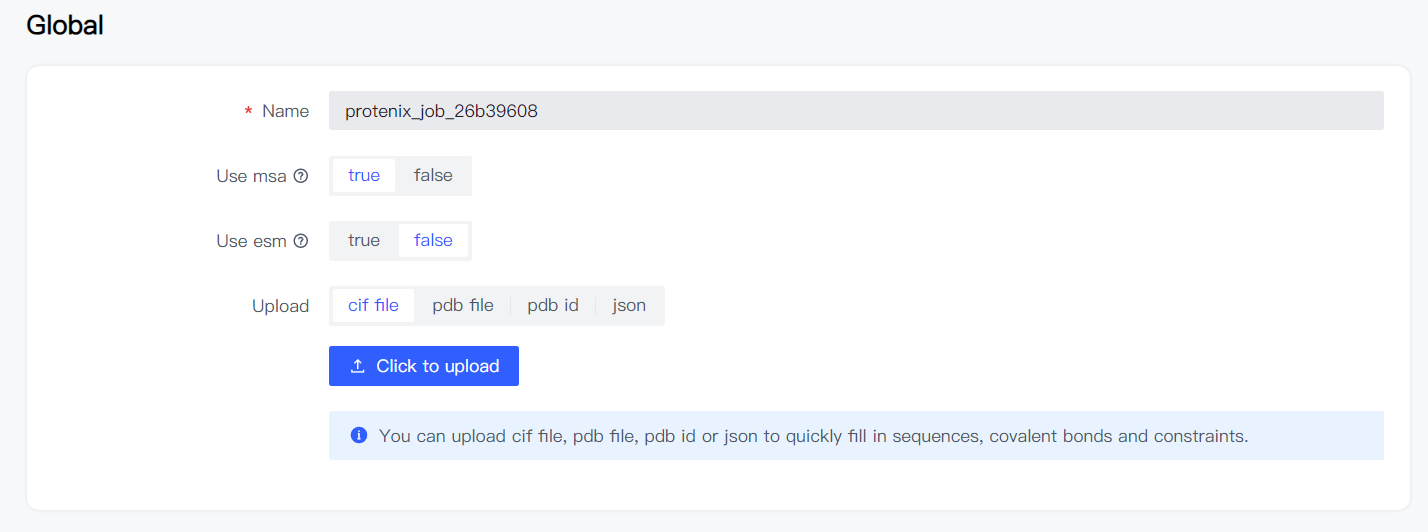 Global
* Name protenix_job_26b39608
Use msa true false
Use esm true false
Upload cif file pdb file pdb id json
Click to upload
You can upload cif file, pdb file, pdb id or json to quickly fill in sequences, covalent bonds and constraints.